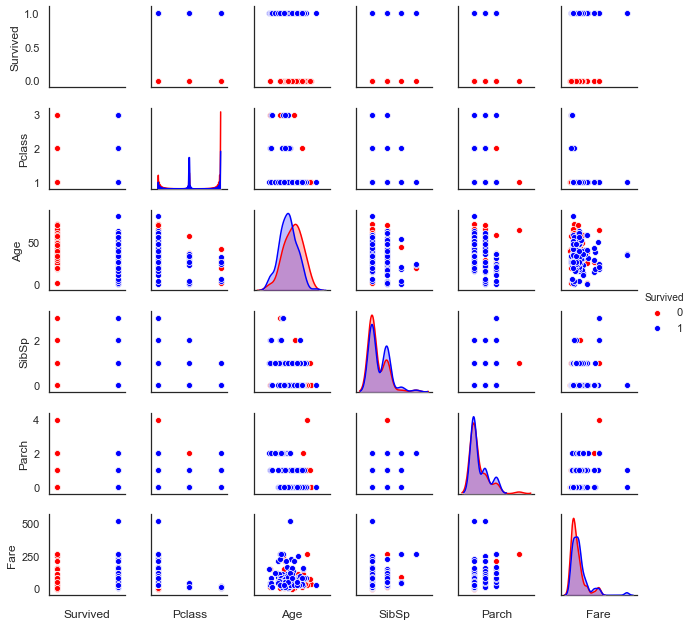 1.0
0.5
0.0
Survived
3
2
1
Pclass
50
0
Age
2
0
SibSp
4
2
0
Parch
500
250
0
Fare
Survived
Pclass
Age
SibSp
Parch
Fare
Survived
0
1